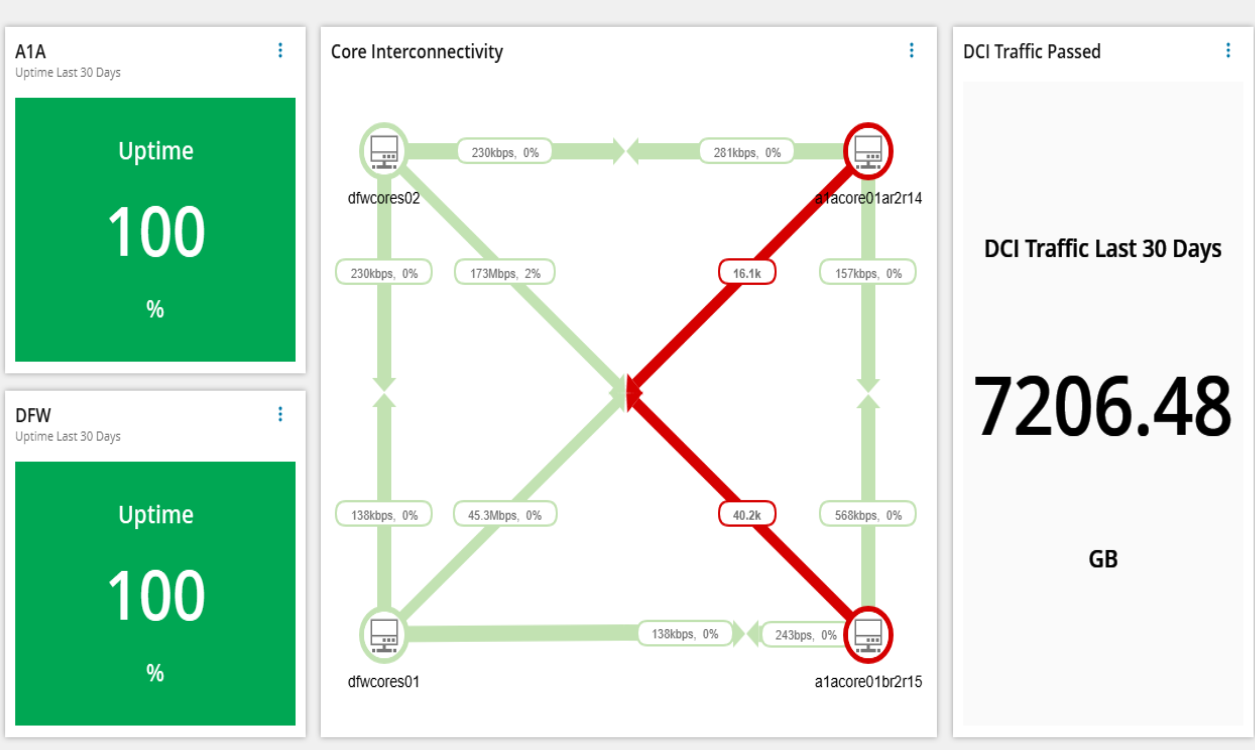 A1A
Uptime Last 30 Days
Uptime
100
%
DFW
Uptime Last 30 Days
Uptime
100
%
Core Interconnectivity
230kbps, 0%
281kbps, 0%
dfwcores02
a1acore01ar2r14
230kbps, 0%
173Mbps, 2%
16.1k
157kbps, 0%
138kbps, 0%
45.3Mbps, 0%
40.2k
568kbps, 0%
138kbps, 0%
243bps, 0%
dfwcores01
a1acore01br2r15
DCI Traffic Passed
DCI Traffic Last 30 Days
7206.48
GB